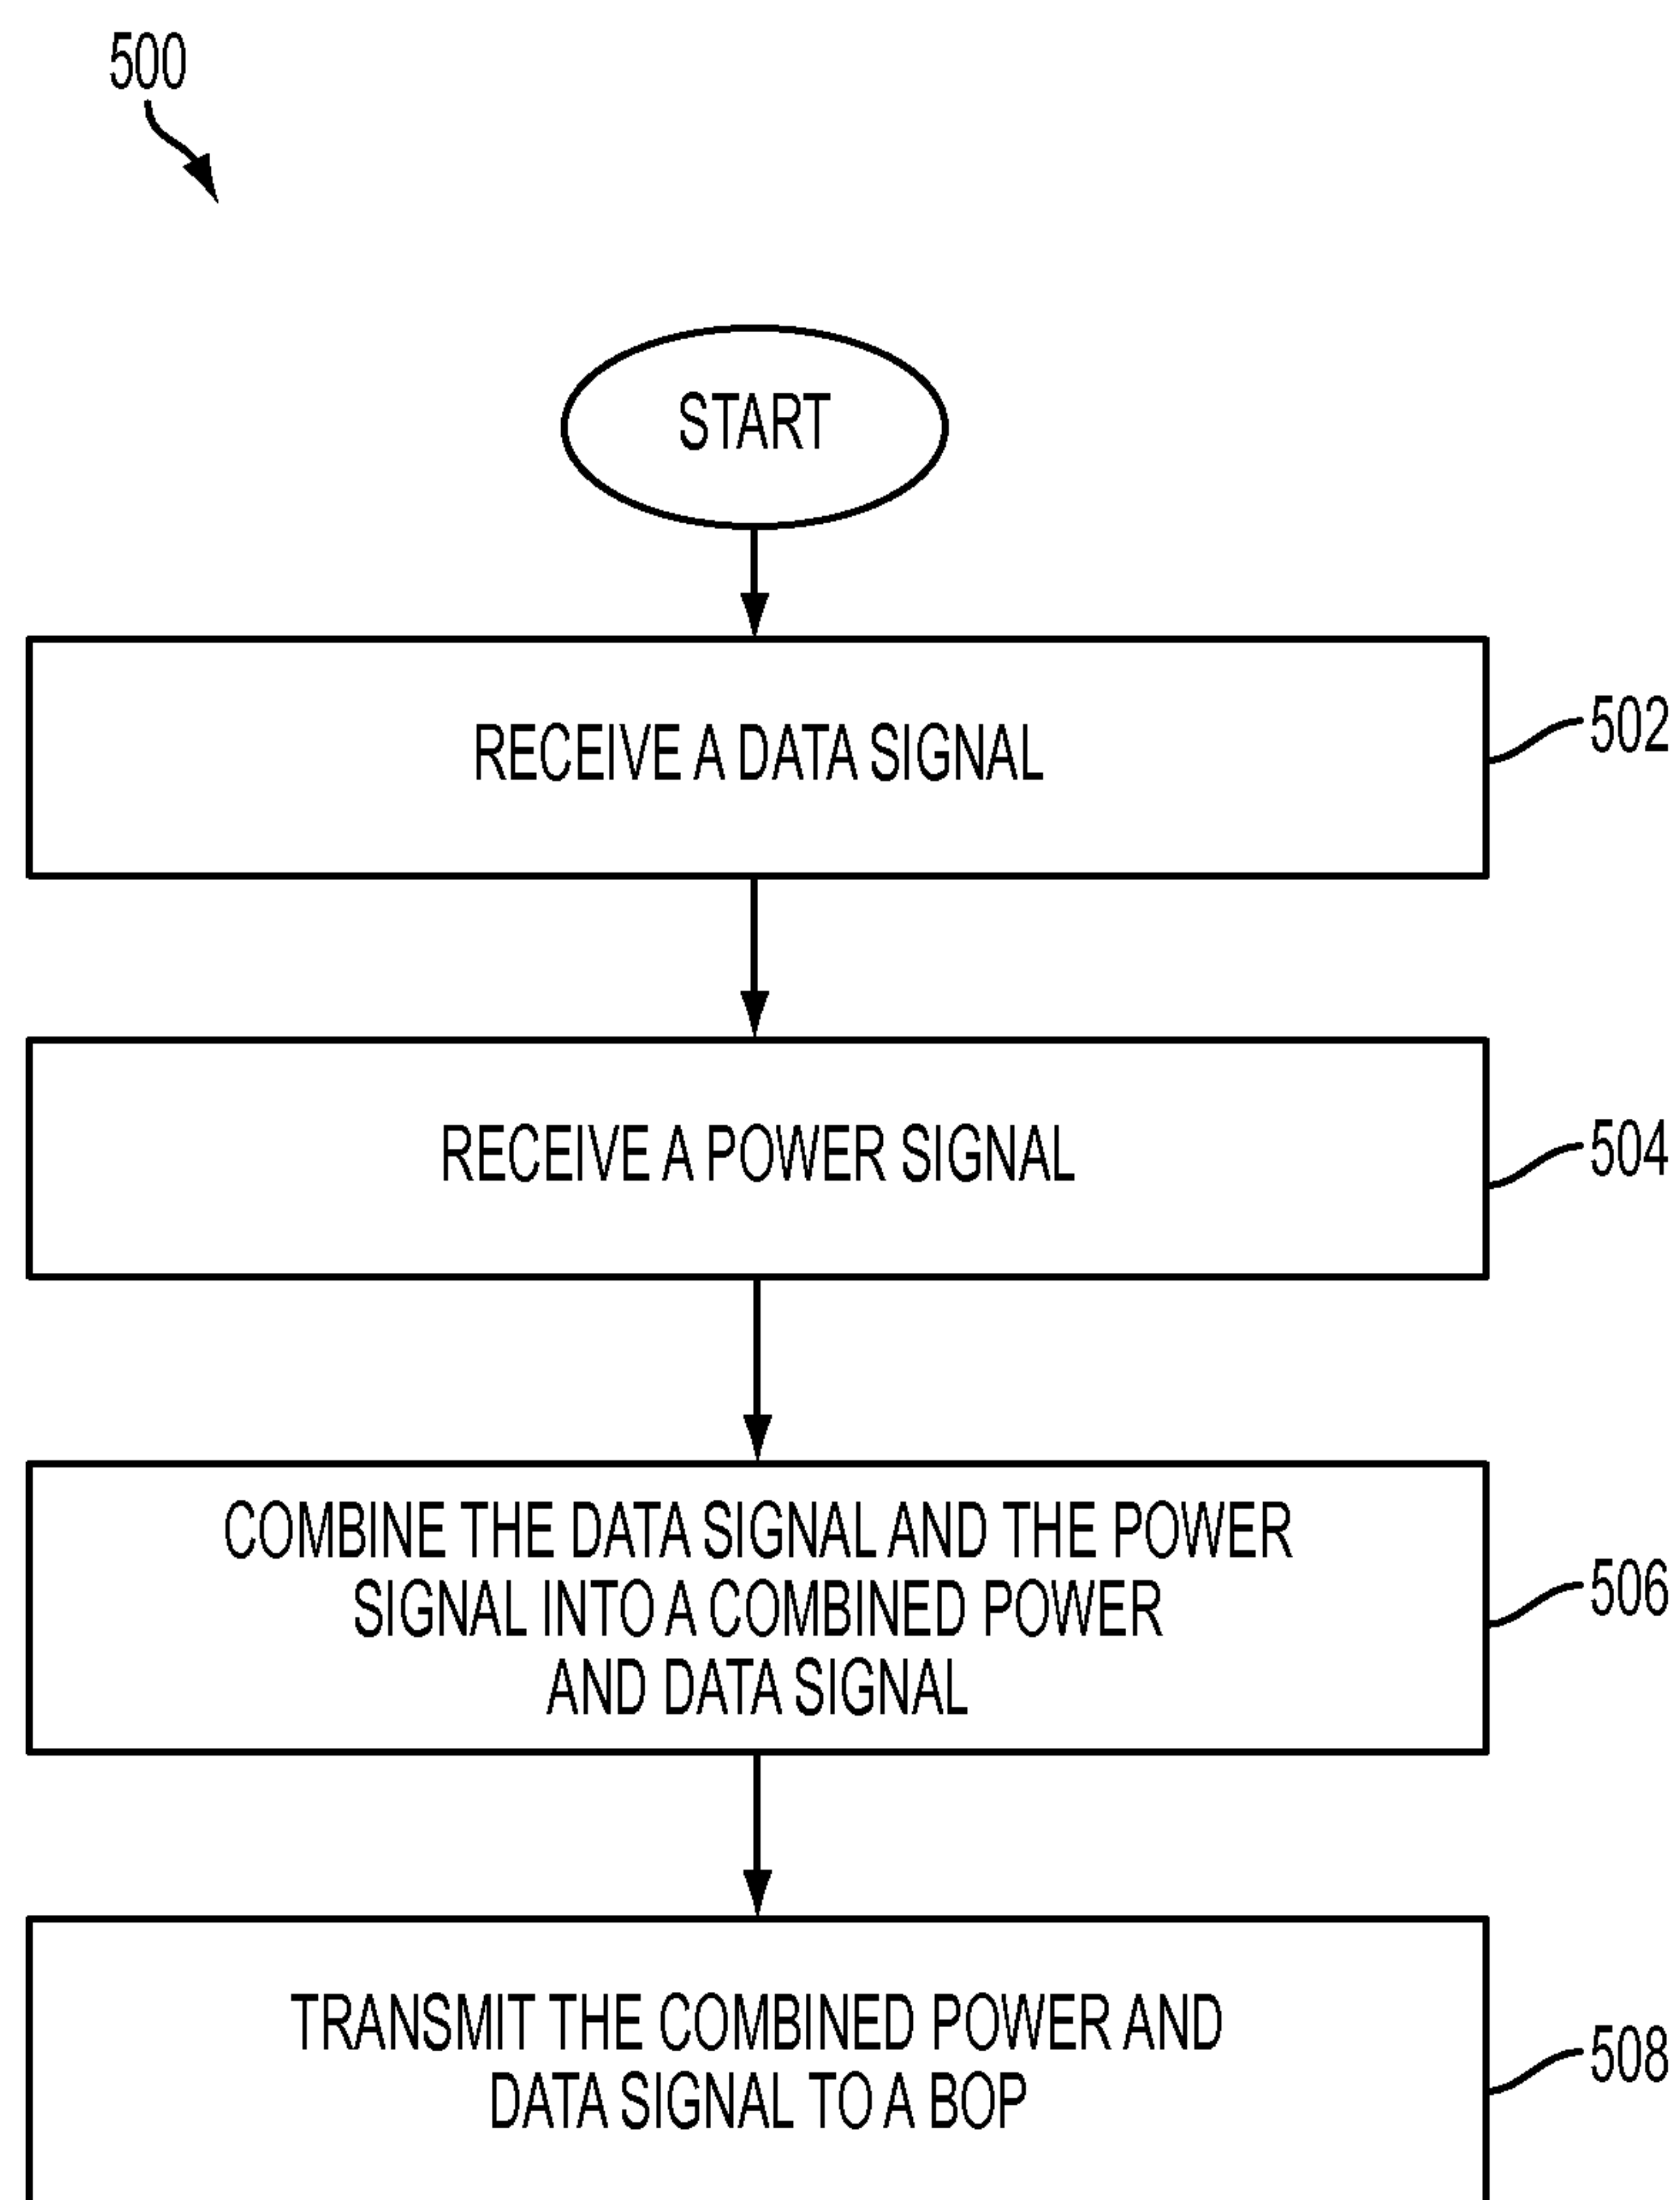 500
START
RECEIVE A DATA SIGNAL
502
RECEIVE A POWER SIGNAL
504
COMBINE THE DATA SIGNAL AND THE POWER
SIGNAL INTO A COMBINED POWER
AND DATA SIGNAL
506
TRANSMIT THE COMBINED POWER AND
DATA SIGNAL TO A BOP
508